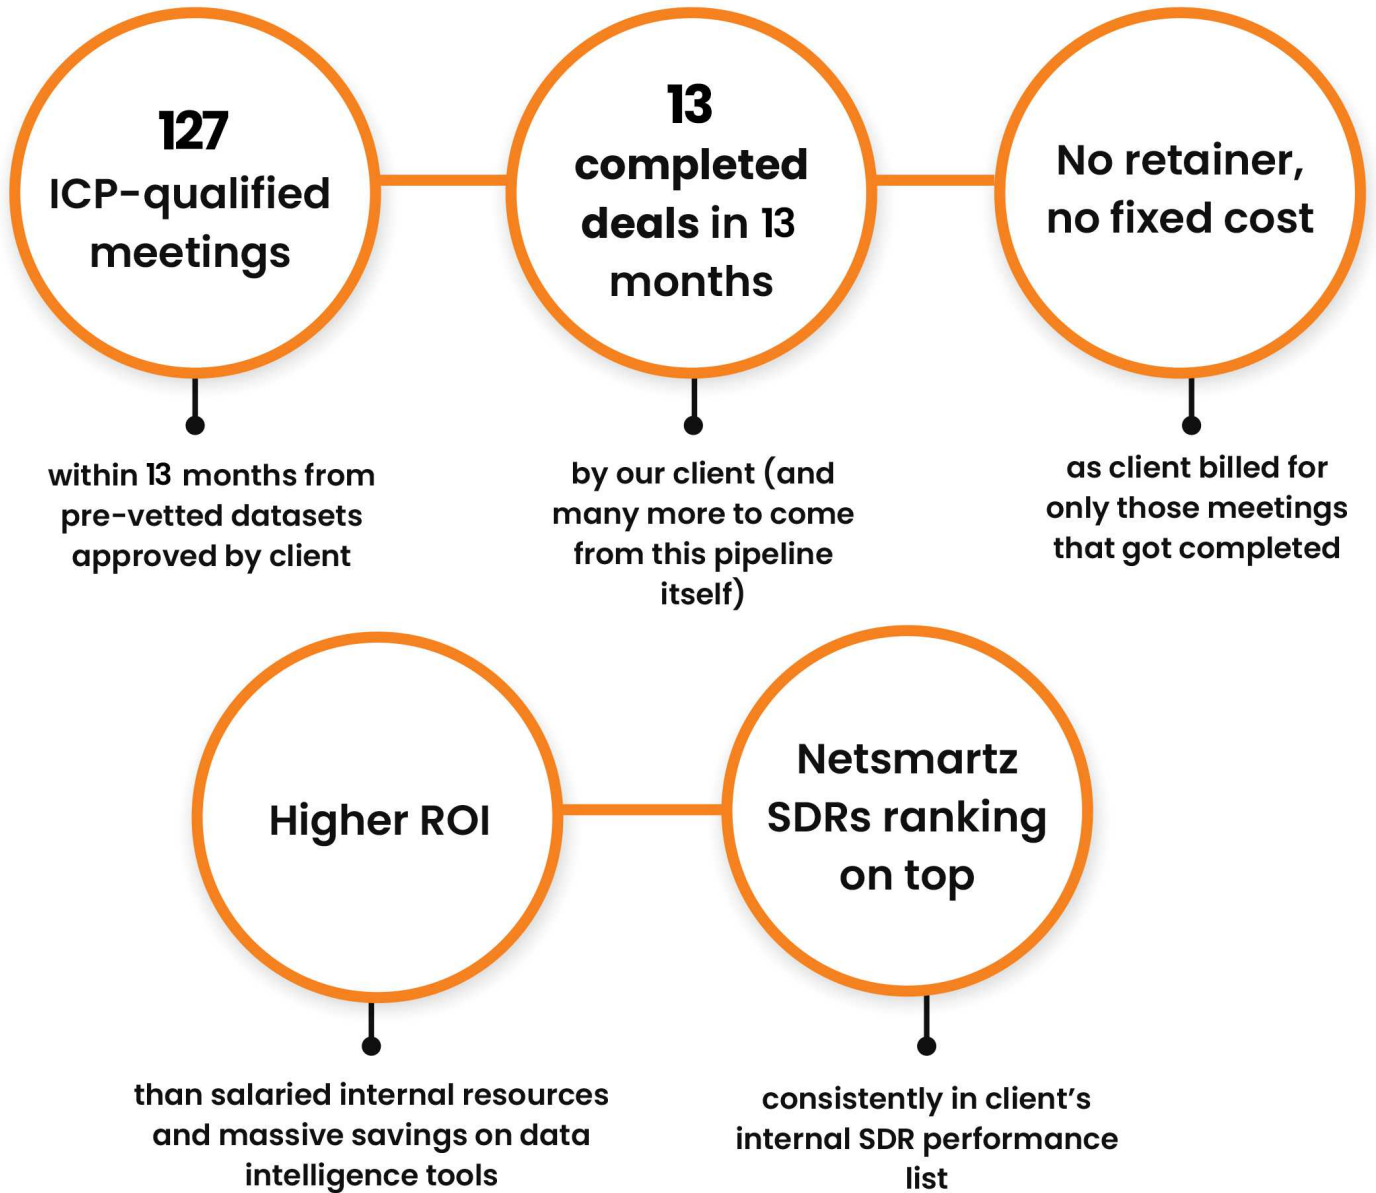 127
ICP-qualified
meetings
within 13 months from
pre-vetted datasets
approved by client
13
completed
deals in 13
months
by our client (and
many more to come
from this pipeline
itself)
No retainer,
no fixed cost
as client billed for
only those meetings
that got completed
Higher ROI
than salaried internal resources
and massive savings on data
intelligence tools
Netsmartz
SDRs ranking
on top
consistently in client’s
internal SDR performance
list